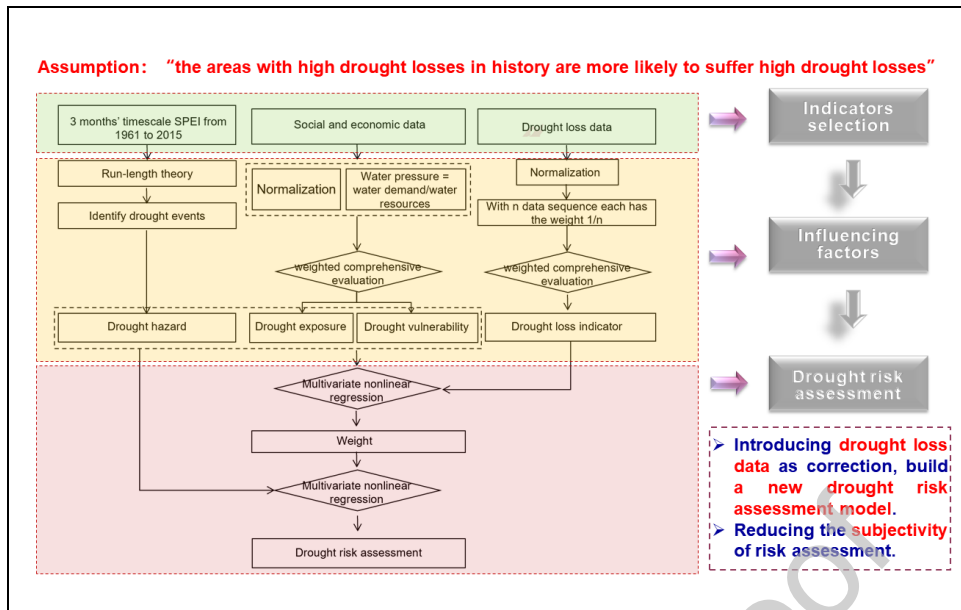 Assumption: “the areas with high drought losses in history are more likely to suffer high drought losses”
3 months' timescale SPEI from
1961 to 2015
Social and economic data
Drought loss data
Indicators
selection
Run-length theory
Identify drought events
Normalization
Water pressure =
water demand/water
resources
Normalization
With n data sequence each has
the weight 1/n
weighted comprehensive
evaluation
weighted comprehensive
evaluation
Influencing
factors
Drought hazard
Drought exposure
Drought vulnerability
Drought loss indicator
Multivariate nonlinear
regression
Weight
Multivariate nonlinear
regression
Drought risk assessment
Drought risk
assessment
➢ Introducing drought loss
data as correction, build
a new drought risk
assessment model.
➢ Reducing the subjectivity
of risk assessment.
oof